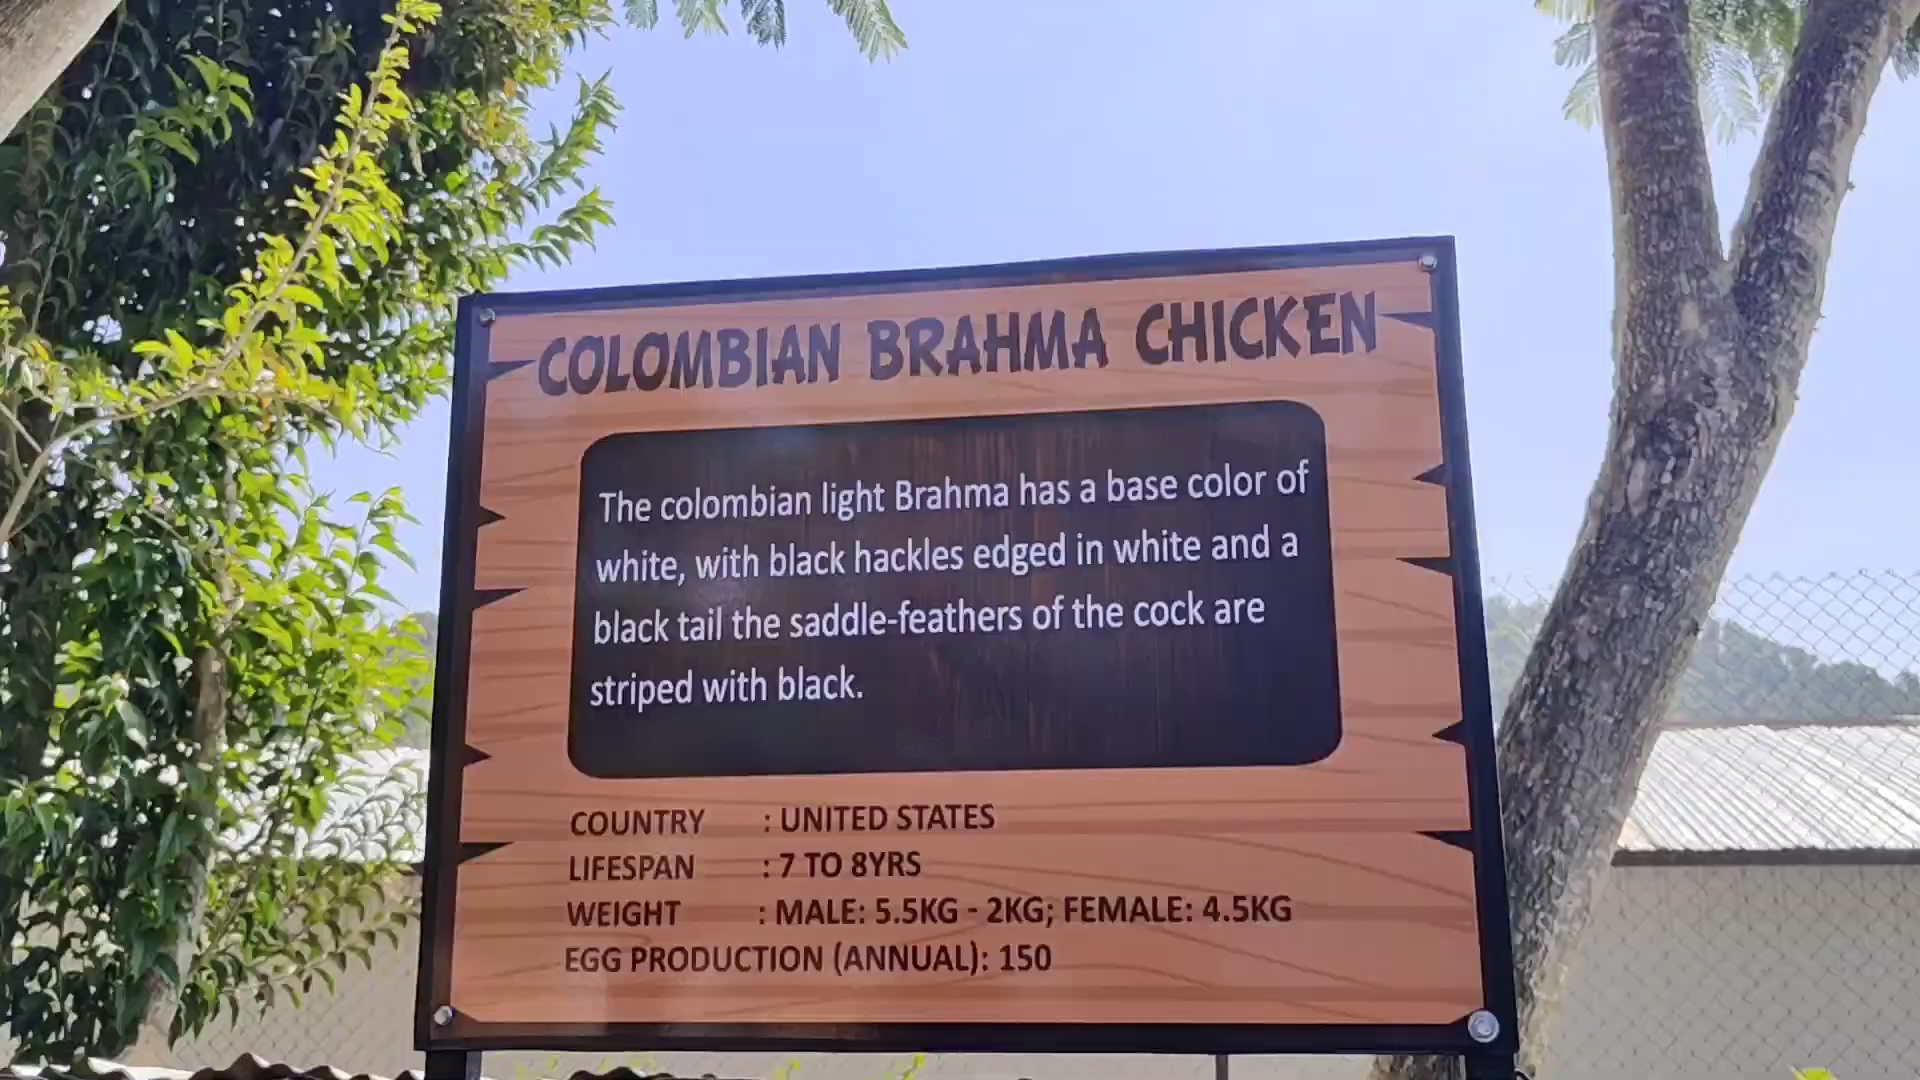 COLOMBIAN BRAHMA CHICKEN
The colombian light Brahma has a base color of
white, with black hackles edged in white and a
black tail the saddle-feathers of the cock are
striped with black.
COUNTRY : UNITED STATES
LIFESPAN : 7 TO 8YRS
WEIGHT : MALE: 5.5KG - 2KG; FEMALE: 4.5KG
EGG PRODUCTION (ANNUAL): 150